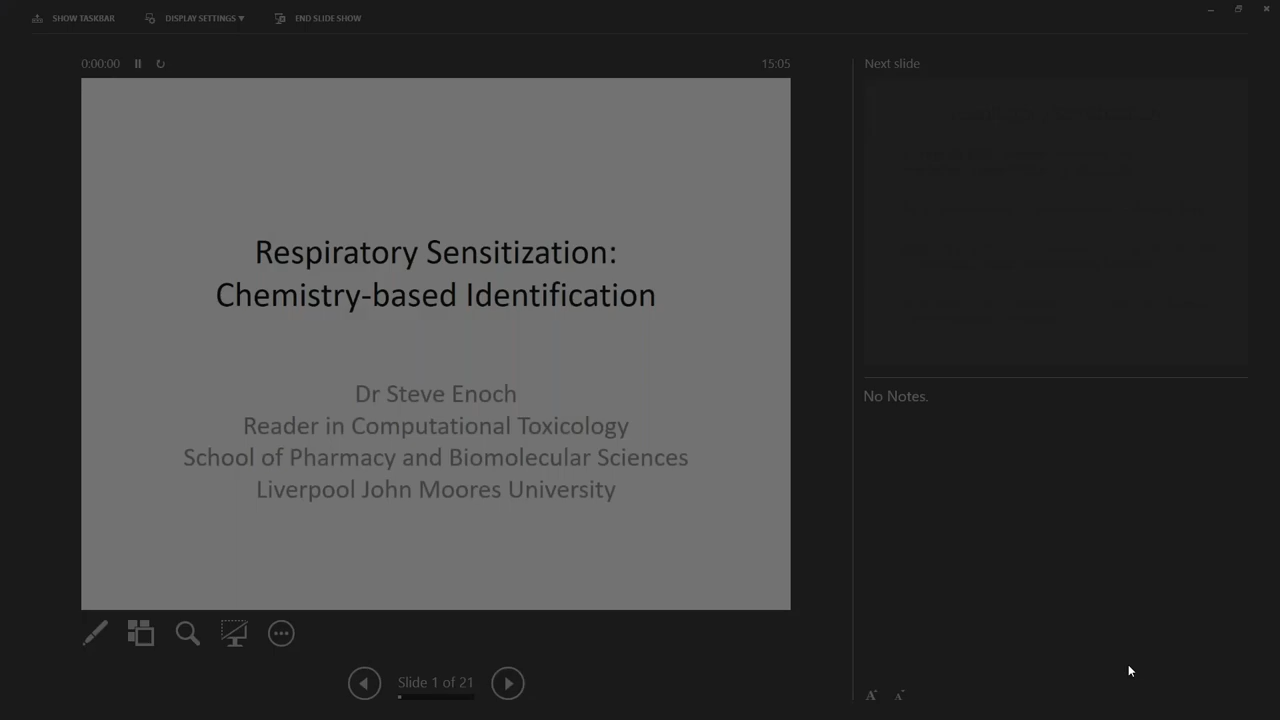 SHOW TASKBAR
DISPLAY SETTINGS ▼
END SLIDE SHOW
0:00:00
15:05
Next slide
Respiratory Sensitization:
Chemistry-based Identification
Dr Steve Enoch
Reader in Computational Toxicology
School of Pharmacy and Biomolecular Sciences
Liverpool John Moores University
No Notes.
Slide 1 of 21
A
A